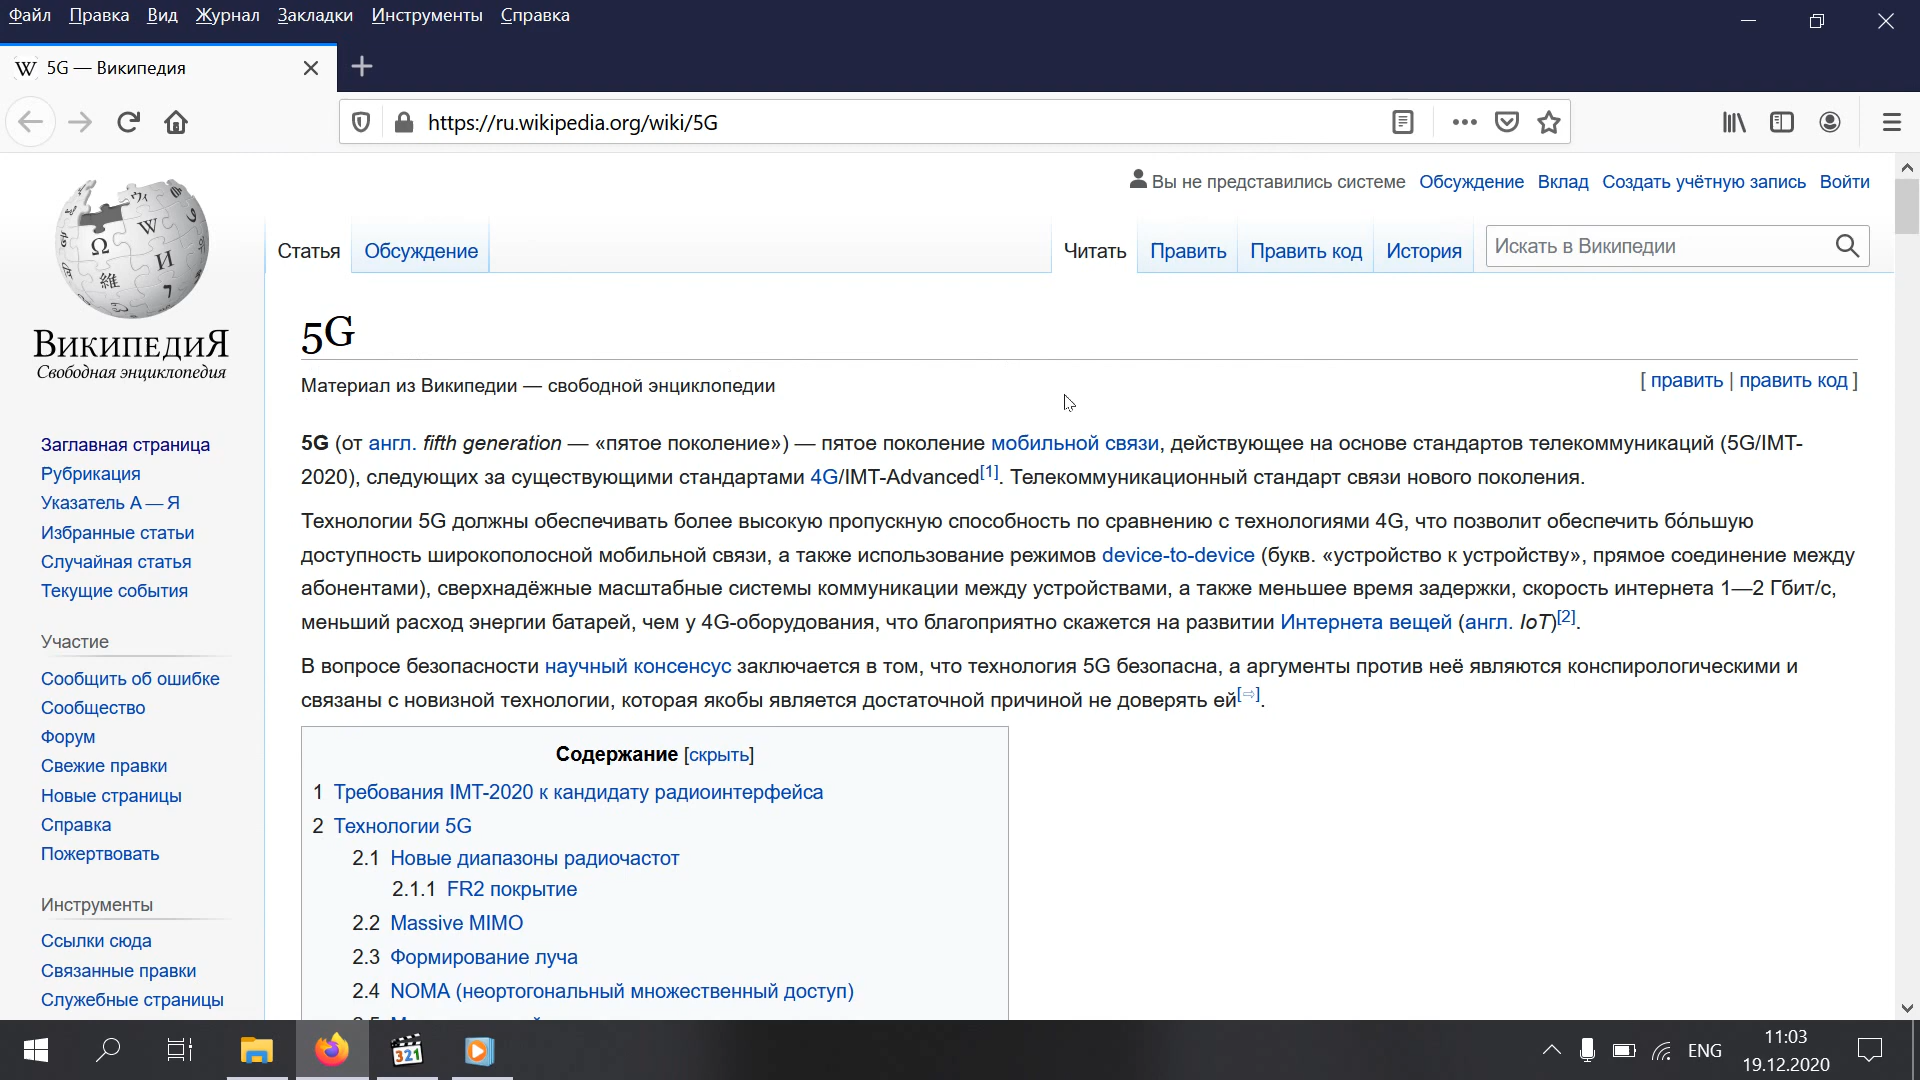 Файл Правка Вид Журнал Закладки Инструменты Справка
5G — Википедия
https://ru.wikipedia.org/wiki/5G
Вы не представились системе Обсуждение Вклад Создать учётную запись Войти
Статья Обсуждение Читать Править Править код История Искать в Википедии
ВикипедиЯ
Свободная энциклопедия
Заглавная страница
Рубрикация
Указатель А — Я
Избранные статьи
Случайная статья
Текущие события
Участие
Сообщить об ошибке
Сообщество
Форум
Свежие правки
Новые страницы
Справка
Пожертвовать
Инструменты
Ссылки сюда
Связанные правки
Служебные страницы
5G
Материал из Википедии — свободной энциклопедии
[ править | править код ]
5G (от англ. fifth generation — «пятое поколение») — пятое поколение мобильной связи, действующее на основе стандартов телекоммуникаций (5G/IMT-
2020), следующих за существующими стандартами 4G/IMT-Advanced[1]. Телекоммуникационный стандарт связи нового поколения.
Технологии 5G должны обеспечивать более высокую пропускную способность по сравнению с технологиями 4G, что позволит обеспечить бо́льшую
доступность широкополосной мобильной связи, а также использование режимов device-to-device (букв. «устройство к устройству», прямое соединение между
абонентами), сверхнадёжные масштабные системы коммуникации между устройствами, а также меньшее время задержки, скорость интернета 1—2 Гбит/с,
меньший расход энергии батарей, чем у 4G-оборудования, что благоприятно скажется на развитии Интернета вещей (англ. IoT)[2].
В вопросе безопасности научный консенсус заключается в том, что технология 5G безопасна, а аргументы против неё являются конспирологическими и
связаны с новизной технологии, которая якобы является достаточной причиной не доверять ей[⇨].
Содержание [скрыть]
1 Требования IMT-2020 к кандидату радиоинтерфейса
2 Технологии 5G
2.1 Новые диапазоны радиочастот
2.1.1 FR2 покрытие
2.2 Massive MIMO
2.3 Формирование луча
2.4 NOMA (неортогональный множественный доступ)
321
ENG
11:03
19.12.2020